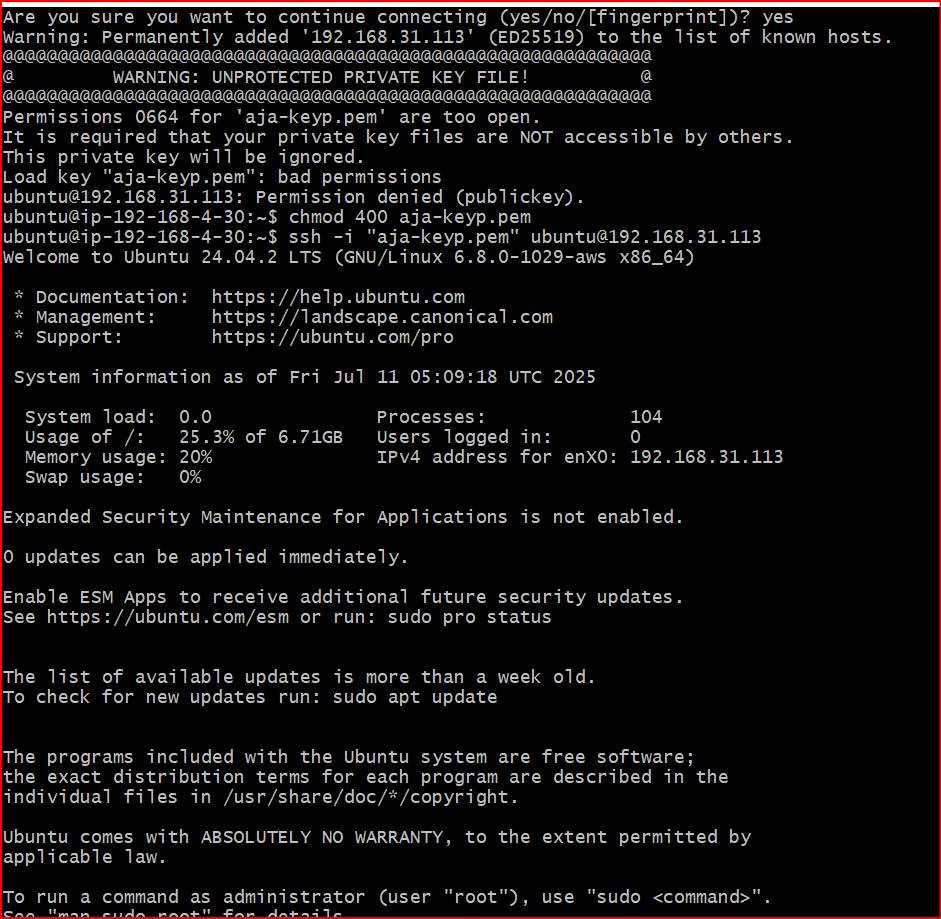 Are you sure you want to continue connecting (yes/no/[fingerprint])? yes
Warning: Permanently added '192.168.31.113' (ED25519) to the list of known hosts.
@@@@@@@@@@@@@@@@@@@@@@@@@@@@@@@@@@@@@@@@@@@@@@@@@@@@@@@@@@@
@         WARNING: UNPROTECTED PRIVATE KEY FILE!          @
@@@@@@@@@@@@@@@@@@@@@@@@@@@@@@@@@@@@@@@@@@@@@@@@@@@@@@@@@@@
Permissions 0664 for 'aja-keyp.pem' are too open.
It is required that your private key files are NOT accessible by others.
This private key will be ignored.
Load key "aja-keyp.pem": bad permissions
ubuntu@192.168.31.113: Permission denied (publickey).
ubuntu@ip-192-168-4-30:~$ chmod 400 aja-keyp.pem
ubuntu@ip-192-168-4-30:~$ ssh -i "aja-keyp.pem" ubuntu@192.168.31.113
Welcome to Ubuntu 24.04.2 LTS (GNU/Linux 6.8.0-1029-aws x86_64)

 * Documentation:  https://help.ubuntu.com
 * Management:     https://landscape.canonical.com
 * Support:        https://ubuntu.com/pro

 System information as of Fri Jul 11 05:09:18 UTC 2025

  System load:  0.0               Processes:             104
  Usage of /:   25.3% of 6.71GB   Users logged in:       0
  Memory usage: 20%               IPv4 address for enX0: 192.168.31.113
  Swap usage:   0%

Expanded Security Maintenance for Applications is not enabled.

0 updates can be applied immediately.

Enable ESM Apps to receive additional future security updates.
See https://ubuntu.com/esm or run: sudo pro status


The list of available updates is more than a week old.
To check for new updates run: sudo apt update


The programs included with the Ubuntu system are free software;
the exact distribution terms for each program are described in the
individual files in /usr/share/doc/*/copyright.

Ubuntu comes with ABSOLUTELY NO WARRANTY, to the extent permitted by
applicable law.

To run a command as administrator (user "root"), use "sudo <command>".
See "man sudo_root" for details.